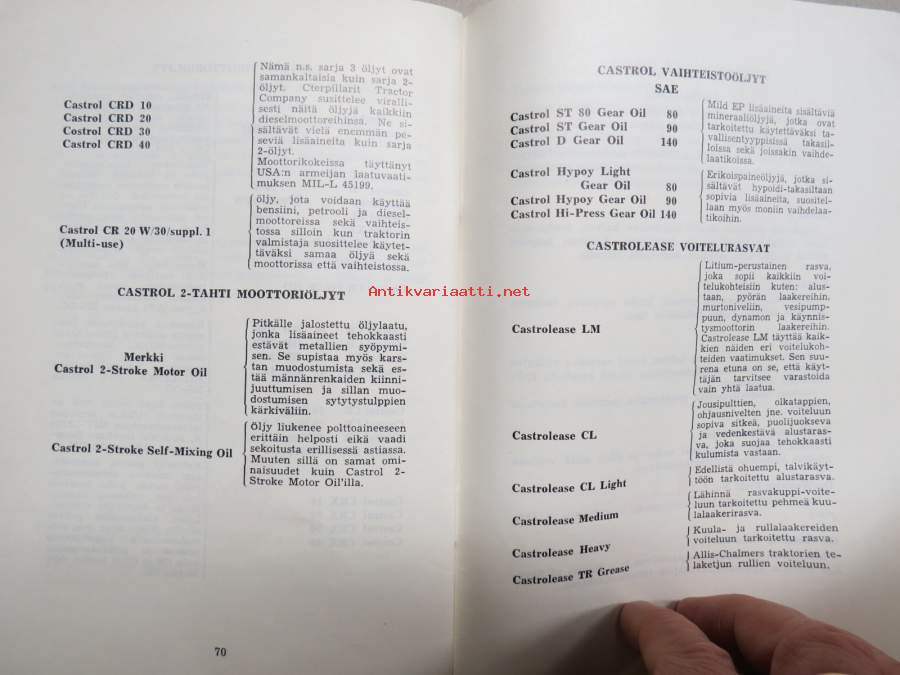 Castrol CRD 10
Castrol CRD 20
Costrol CRD 30
Castrol CRD 40
Nämä n.s. sarja 3 öljyt ovat
samankaltaisia kuin sarja 2-
öljyt. Cterpillarit Tractor
Company susittelee viralli-
sesti näitä öljyjä kaikkiin
dieselmoottoreihinsa. Ne si-
sältävät vielä enemmän pe-
seviä lisäaineita kuin sarja
2-öljyt.
Moottorikokeissa täyttänyt
USA:n armeijan laatuvaati-
muksen MIL-L 45199.
Castrol CR 20 W/30/suppl. 1
(Multi-use)
öljy, jota voidaan käyttää
bensiini, petrooli ja diesel-
moottoreissa sekä vaihteis-
tossa silloin kun traktorin
valmistaja suosittelee käytet-
täväksi samaa öljyä sekä
moottorissa että vaihteistossa.
CASTROL 2-TAHTI MOOTTORIÖLJYT
Merkki
Castrol 2-Stroke Motor Oil
Pitkälle jalostettu öljylaatu,
jonka lisäaineet tehokkaasti
estävät metallien syöpymi-
sen. Se supistaa myös kars-
tan muodostumista sekä es-
tää männänrenkaiden kiinni-
juuttumisen ja sillan muo-
dostumisen sytytystulppien
kärkiväliin.
Castrol 2-Stroke Self-Mixing Oil
Öljy liukenee polttoaineeseen
erittäin helposti eikä vaadi
sekoitusta erillisessä astiassa.
Muuten sillä on samat omi-
naisuudet kuin Castrol 2-
Stroke Motor Oil'illa.
70
CASTROL VAIHTEISTOÖLJYT
SAE
Castrol ST 80 Gear Oil 80
Castrol ST Gear Oil 90
Castrol D Gear Oil 140
Mild EP lisäaineita sisältäviä
mineraaliöljyjä, jotka ovat
tarkoitettu käytettäväksi ta-
vallisentyyppisissä takasil-
loissa sekä joissakin vaihde-
laatikoissa.
Castrol Hypoy Light
Gear Oil 80
Castrol Hypoy Gear Oil 90
Castrol Hi-Press Gear Oil 140
Erikoispaineöljyjä, jotka si-
sältävät hypoidi-takasiltaan
sopivia lisäaineita, suositel-
laan myös moniin vaihdelaa-
tikoihin.
CASTROLEASE VOITELURASVAT
Castrolease LM
Litium-perustainen rasva,
joka sopii kaikkiin voi-
telukohteisiin kuten: alus-
taan, pyörän laakereihin,
murtoniveliin, vesipump-
puun, dynamon ja käynnis-
tysmoottorin laakereihin.
Castrolease LM täyttää kaik-
kien näiden eri voitelukoh-
teiden vaatimukset. Sen suu-
rena etuna on se, että käyt-
täjän tarvitsee varastoida
vain yhtä laatua.
Castrolease CL
Jousipulttien, olkatappien,
ohjausnivelten jne. voiteluun
sopiva sitkeä, puolijuokseva
ja vedenkestävä alustaras-
va, joka suojaa tehokkaasti
kulumista vastaan.
Castrolease CL Light
Edellistä ohuempi, talvikäyt-
töön tarkoitettu alustarasva.
Castrolease Medium
Lähinnä rasvakuppi-voite-
luun tarkoitettu pehmeä kuu-
lalaakerirasva.
Castrolease Heavy
Kuula- ja rullalaakereiden
voiteluun tarkoitettu rasva.
Castrolease TR Grease
Allis-Chalmers traktorien te-
laketjun rullien voiteluun.
Antikvariaatti.net